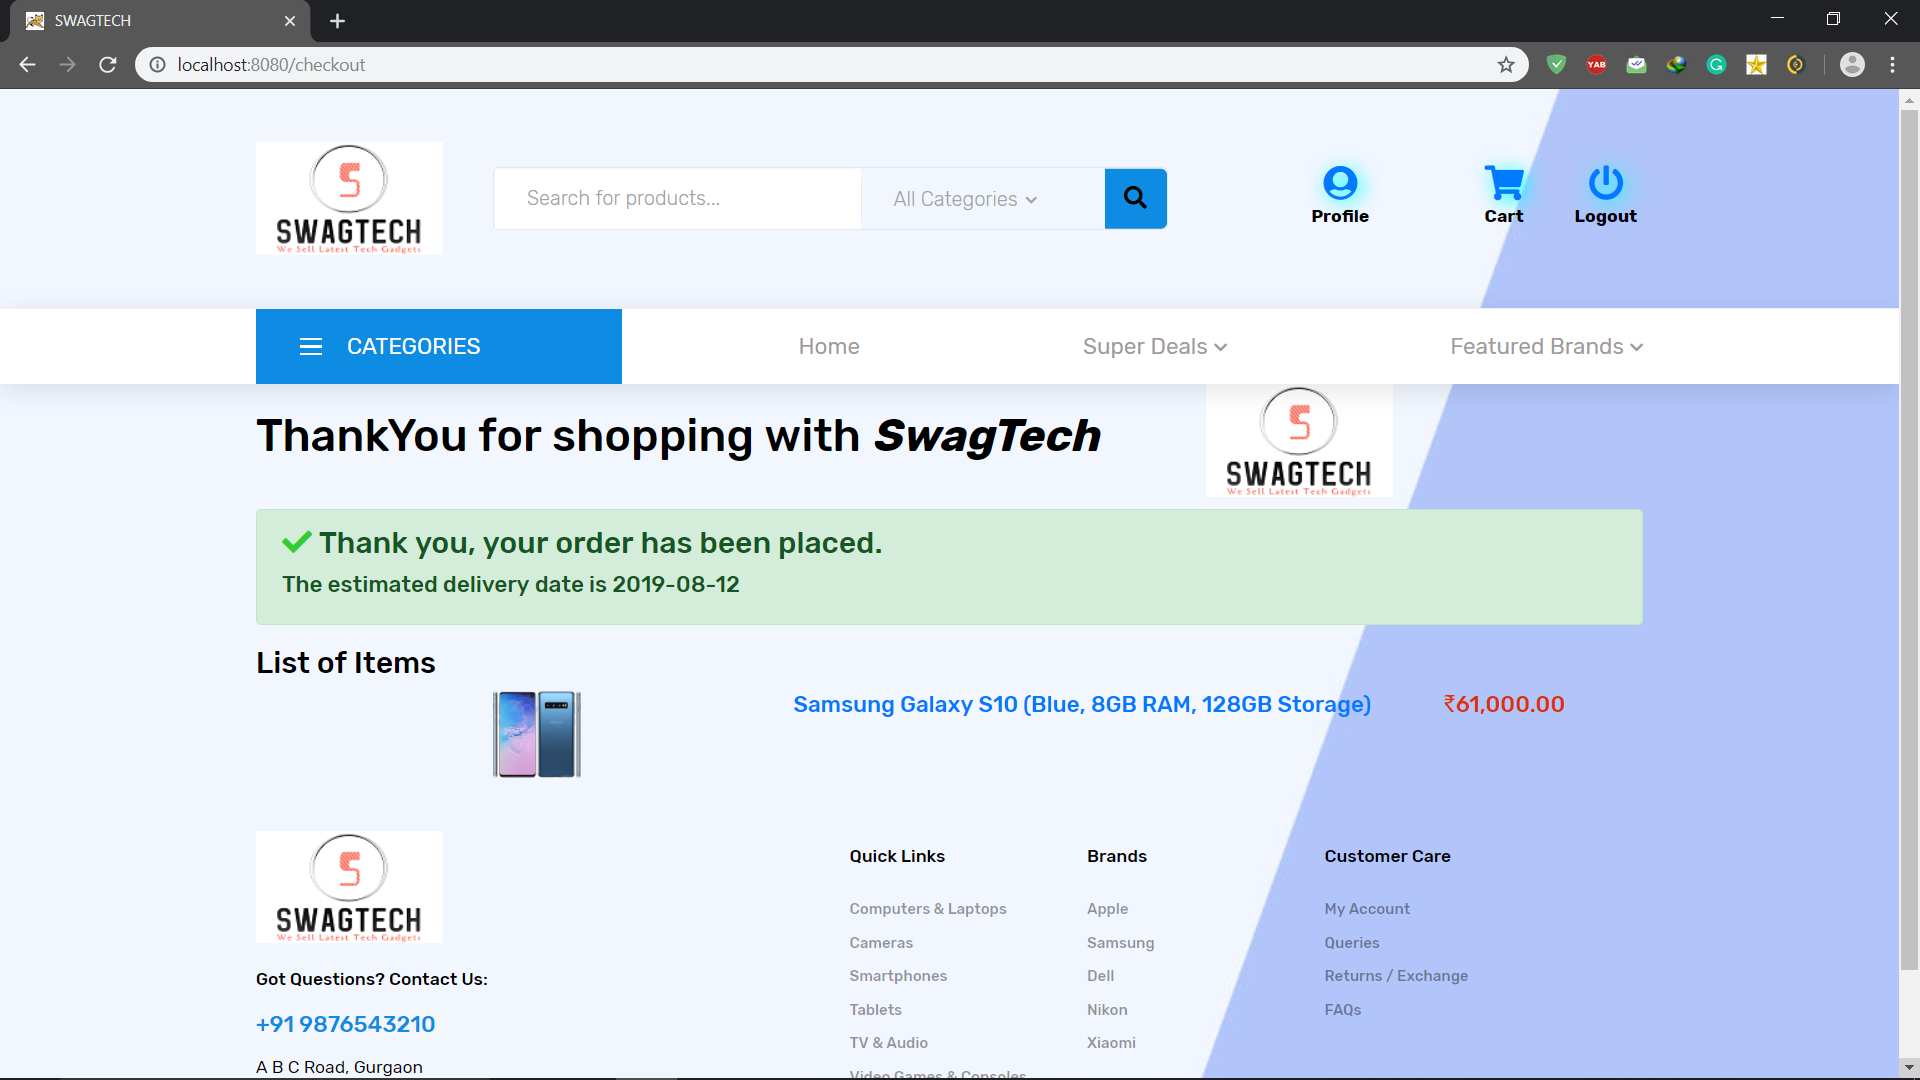 SWAGTECH
localhost:8080/checkout
YAB
S
SWAGTECH
We Sell Latest Tech Gadgets
Search for products...
All Categories
Profile
Cart
Logout
CATEGORIES
Home
Super Deals
Featured Brands
ThankYou for shopping with SwagTech
S
SWAGTECH
We Sell Latest Tech Gadgets
Thank you, your order has been placed.
The estimated delivery date is 2019-08-12
List of Items
Samsung Galaxy S10 (Blue, 8GB RAM, 128GB Storage)
₹61,000.00
S
SWAGTECH
We Sell Latest Tech Gadgets
Got Questions? Contact Us:
+91 9876543210
A B C Road, Gurgaon
Quick Links
Computers & Laptops
Cameras
Smartphones
Tablets
TV & Audio
Video Games & Consoles
Brands
Apple
Samsung
Dell
Nikon
Xiaomi
Customer Care
My Account
Queries
Returns / Exchange
FAQs